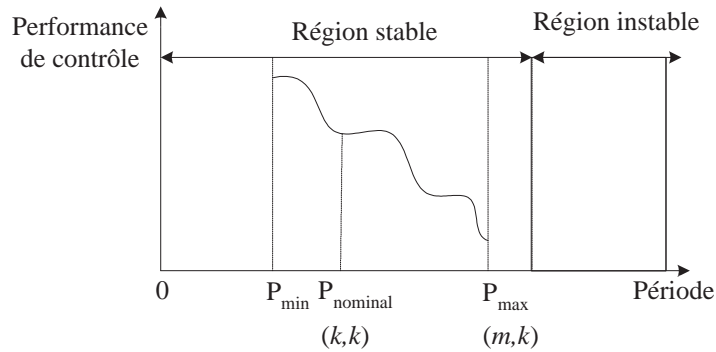 Performance
de contrôle
Région stable
Région instable
0
P_min
P_nominal
P_max
Période
(k,k)
(m,k)